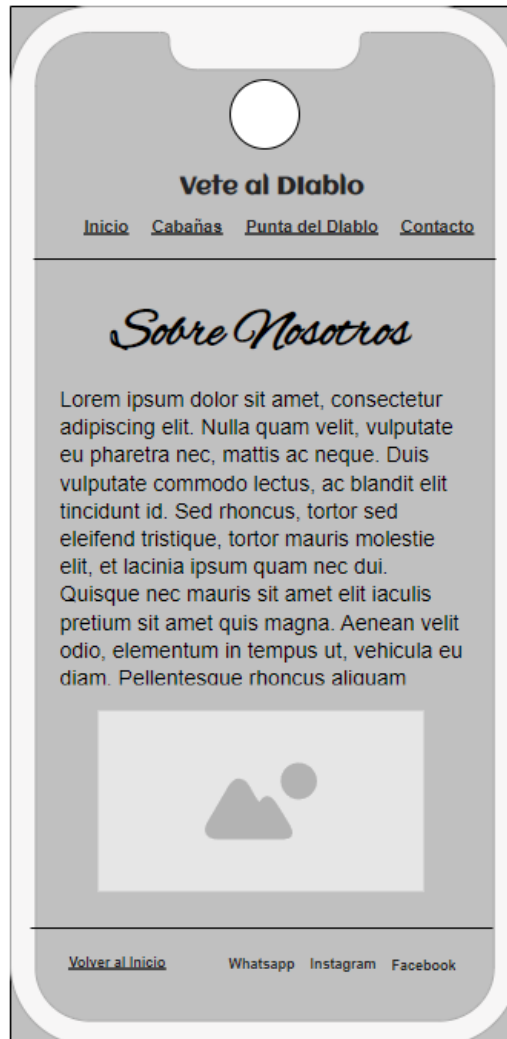 Vete al DIablo
Inicio Cabañas Punta del DIablo Contacto
Sobre Nosotros
Lorem ipsum dolor sit amet, consectetur
adipiscing elit. Nulla quam velit, vulputate
eu pharetra nec, mattis ac neque. Duis
vulputate commodo lectus, ac blandit elit
tincidunt id. Sed rhoncus, tortor sed
eleifend tristique, tortor mauris molestie
elit, et lacinia ipsum quam nec dui.
Quisque nec mauris sit amet elit iaculis
pretium sit amet quis magna. Aenean velit
odio, elementum in tempus ut, vehicula eu
diam. Pellentesque rhoncus aliquam
Volver al Inicio Whatsapp Instagram Facebook